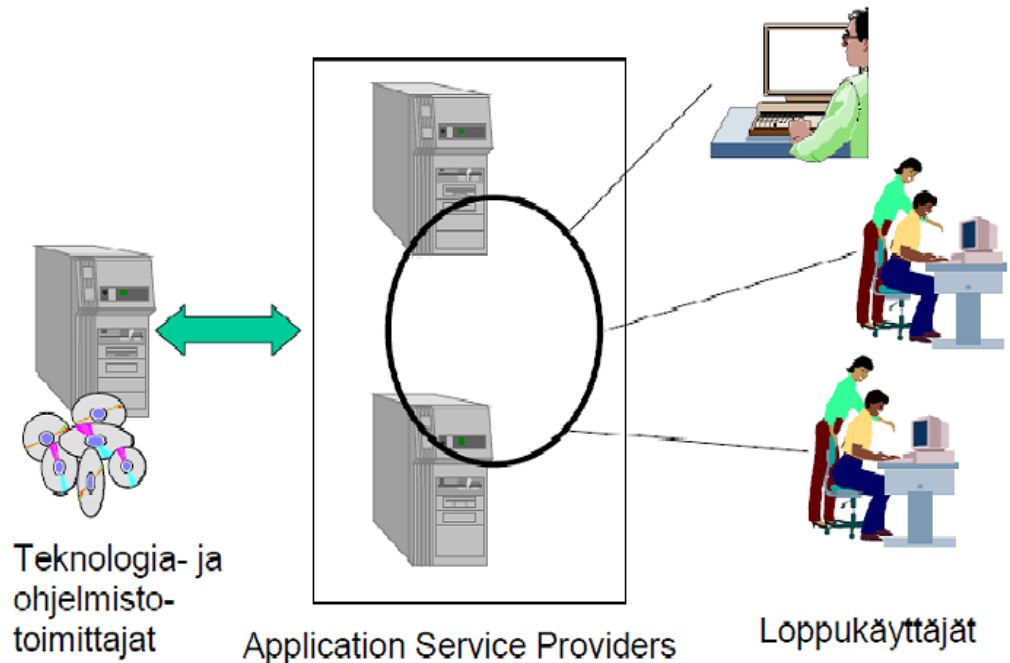 Teknologia- ja
ohjelmisto-
toimittajat
Application Service Providers
Loppukäyttäjät